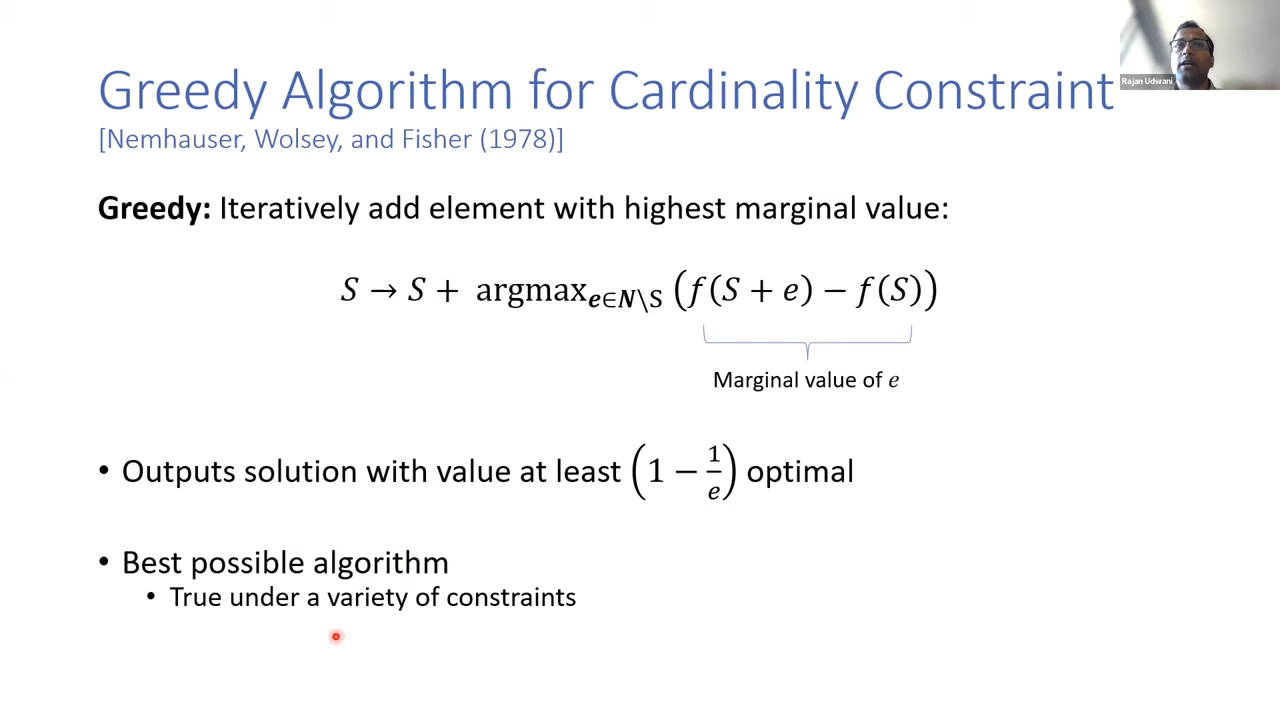 Greedy Algorithm for Cardinality Constraint
Rajan Udwani
[Nemhauser, Wolsey, and Fisher (1978)]
Greedy: Iteratively add element with highest marginal value:
S → S + argmax_{e∈N\S} (f(S + e) − f(S))
Marginal value of e
• Outputs solution with value at least (1 − 1/e) optimal
• Best possible algorithm
• True under a variety of constraints